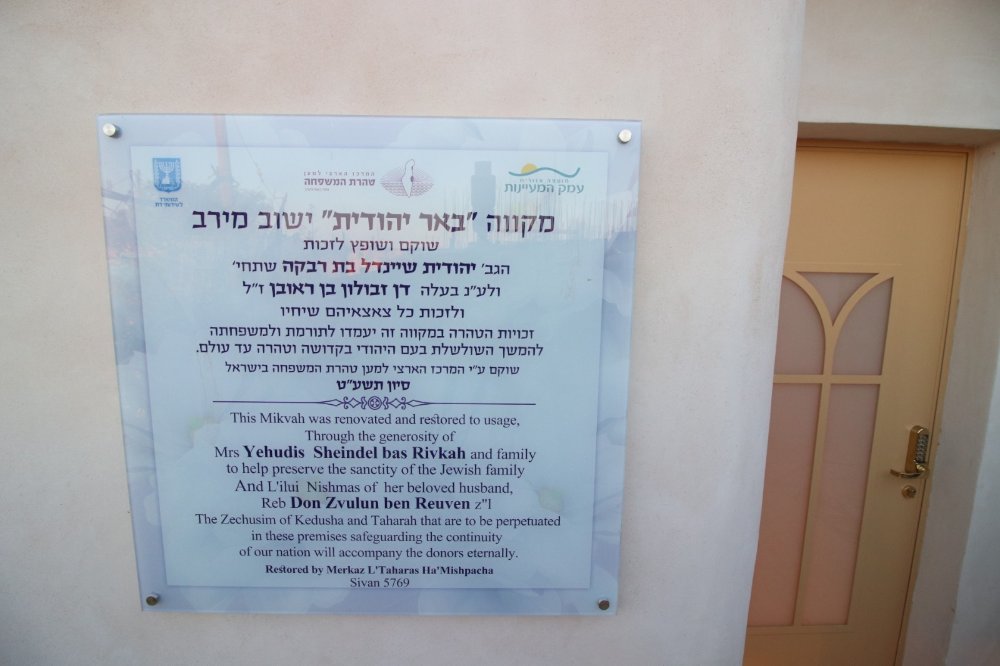 המשרד
לשירותי דת
המרכז הארצי למען
טהרת המשפחה
מועצה אזורית
עמק המעיינות
מקווה "באר יהודית" ישוב מירב
שוקם ושופץ לזכות
הגב' יהודית שיינדל בת רבקה שתחי'
ולע"נ בעלה דן זבולון בן ראובן ז"ל
ולזכות כל צאצאיהם שיחיו
זכויות הטהרה במקווה זה יעמדו לתורמת ולמשפחתה
להמשך השולשלת בעם היהודי בקדושה וטהרה עד עולם.
שוקם ע"י המרכז הארצי למען טהרת המשפחה בישראל
סיון תשע"ט
This Mikvah was renovated and restored to usage,
Through the generosity of
Mrs Yehudis Sheindel bas Rivkah and family
to help preserve the sanctity of the Jewish family
And L'ilui Nishmas of her beloved husband,
Reb Don Zvulun ben Reuven z"l
The Zechusim of Kedusha and Taharah that are to be perpetuated
in these premises safeguarding the continuity
of our nation will accompany the donors eternally.
Restored by Merkaz L'Taharas Ha'Mishpacha
Sivan 5769